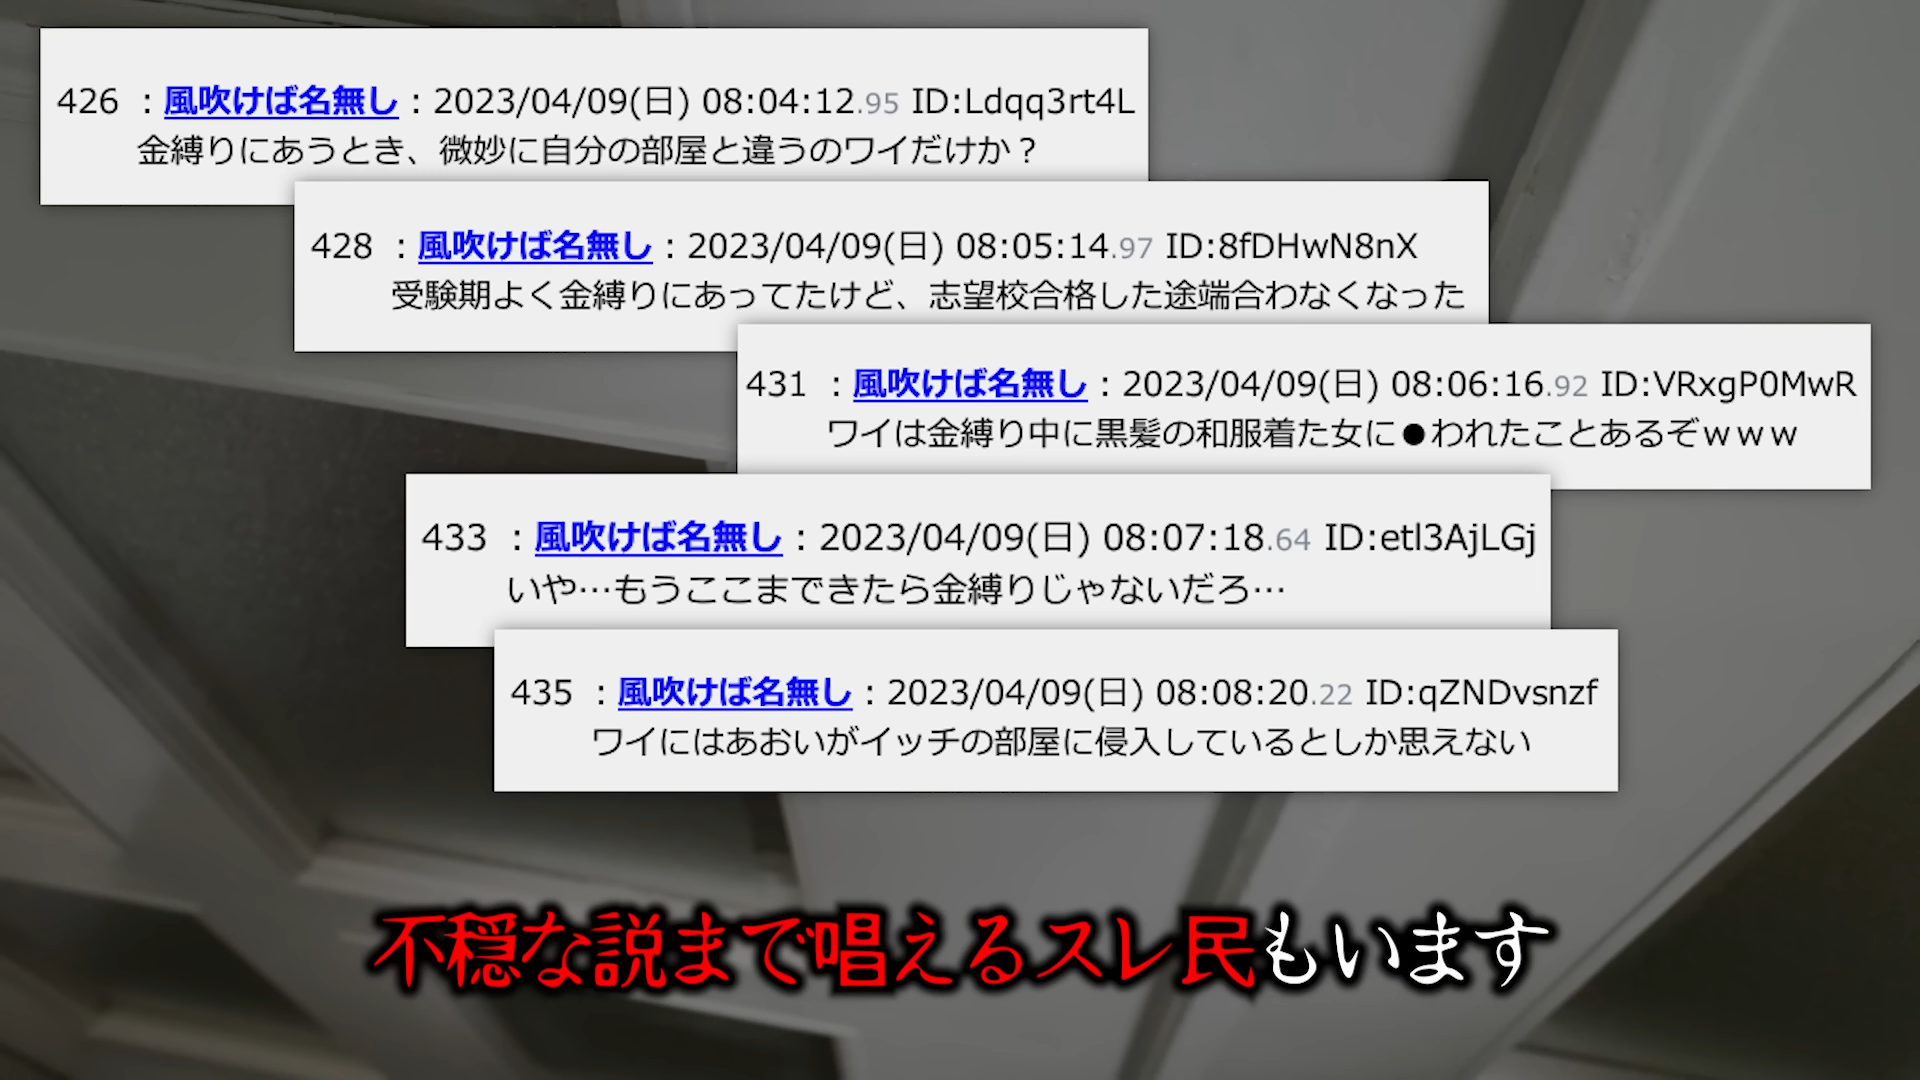 426 ：風吹けば名無し：2023/04/09(日) 08:04:12.95 ID:Ldqq3rt4L
金縛りにあうとき、微妙に自分の部屋と違うのワイだけか？
428 ：風吹けば名無し：2023/04/09(日) 08:05:14.97 ID:8fDHwN8nX
受験期よく金縛りにあってたけど、志望校合格した途端合わなくなった
431 ：風吹けば名無し：2023/04/09(日) 08:06:16.92 ID:VRxgP0MwR
ワイは金縛り中に黒髪の和服着た女に●われたことあるぞｗｗｗ
433 ：風吹けば名無し：2023/04/09(日) 08:07:18.64 ID:etl3AjLGj
いや…もうここまできたら金縛りじゃないだろ…
435 ：風吹けば名無し：2023/04/09(日) 08:08:20.22 ID:qZNDvsnzf
ワイにはあおいがイッチの部屋に侵入しているとしか思えない
不穏な説まで唱えるスレ民もいます